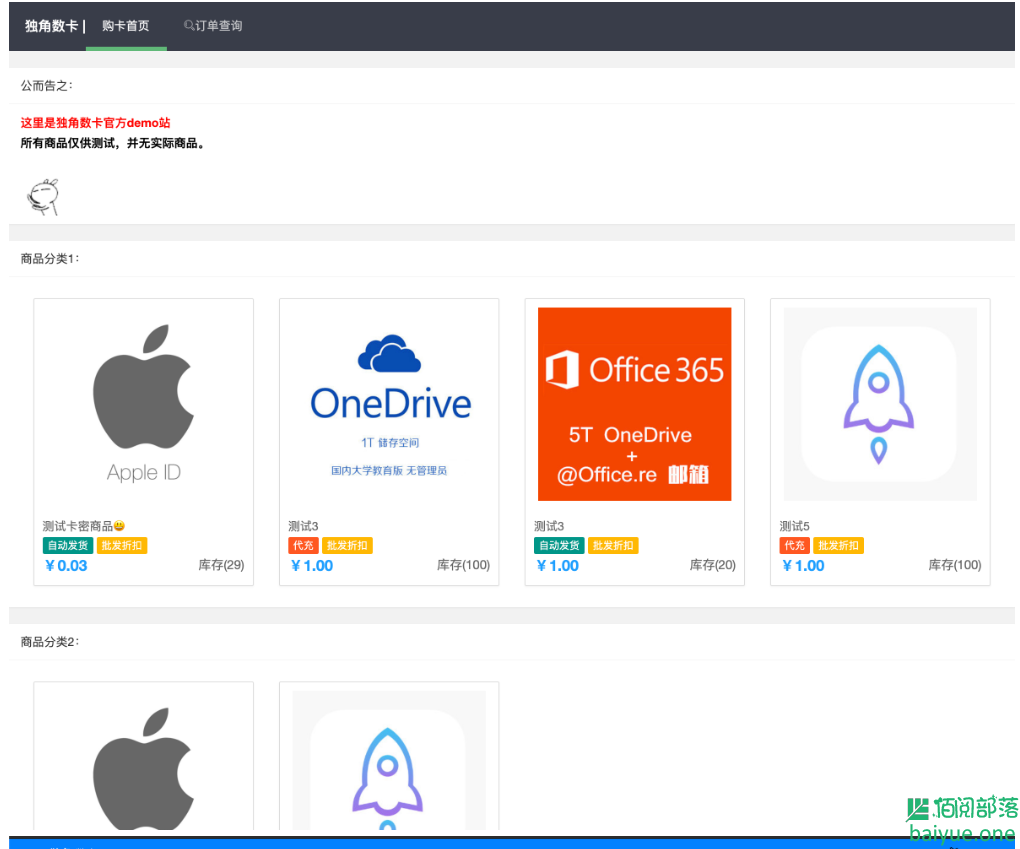 独角数卡 | 购卡首页 订单查询
公而告之：
这里是独角数卡官方demo站
所有商品仅供测试，并无实际商品。
商品分类1：
Apple ID
OneDrive
1T 储存空间
国内大学教育版 无管理员
Office 365
5T OneDrive
+
@Office.re 邮箱
测试卡密商品😀
自动发货 批发折扣
¥0.03 库存(29)
测试3
代充 批发折扣
¥1.00 库存(100)
测试3
自动发货 批发折扣
¥1.00 库存(20)
测试5
代充 批发折扣
¥1.00 库存(100)
商品分类2：
佰阅部落
baiyue.one